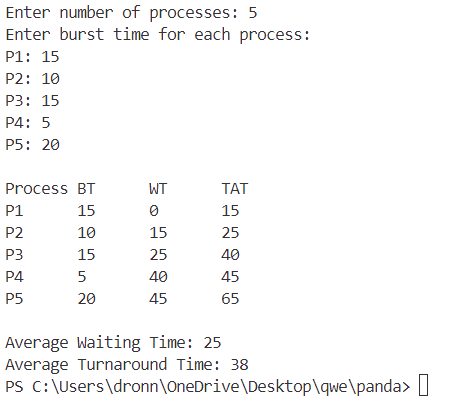 Enter number of processes: 5
Enter burst time for each process:
P1: 15
P2: 10
P3: 15
P4: 5
P5: 20
Process BT WT TAT
P1 15 0 15
P2 10 15 25
P3 15 25 40
P4 5 40 45
P5 20 45 65
Average Waiting Time: 25
Average Turnaround Time: 38
PS C:\Users\dronn\OneDrive\Desktop\qwe\panda>